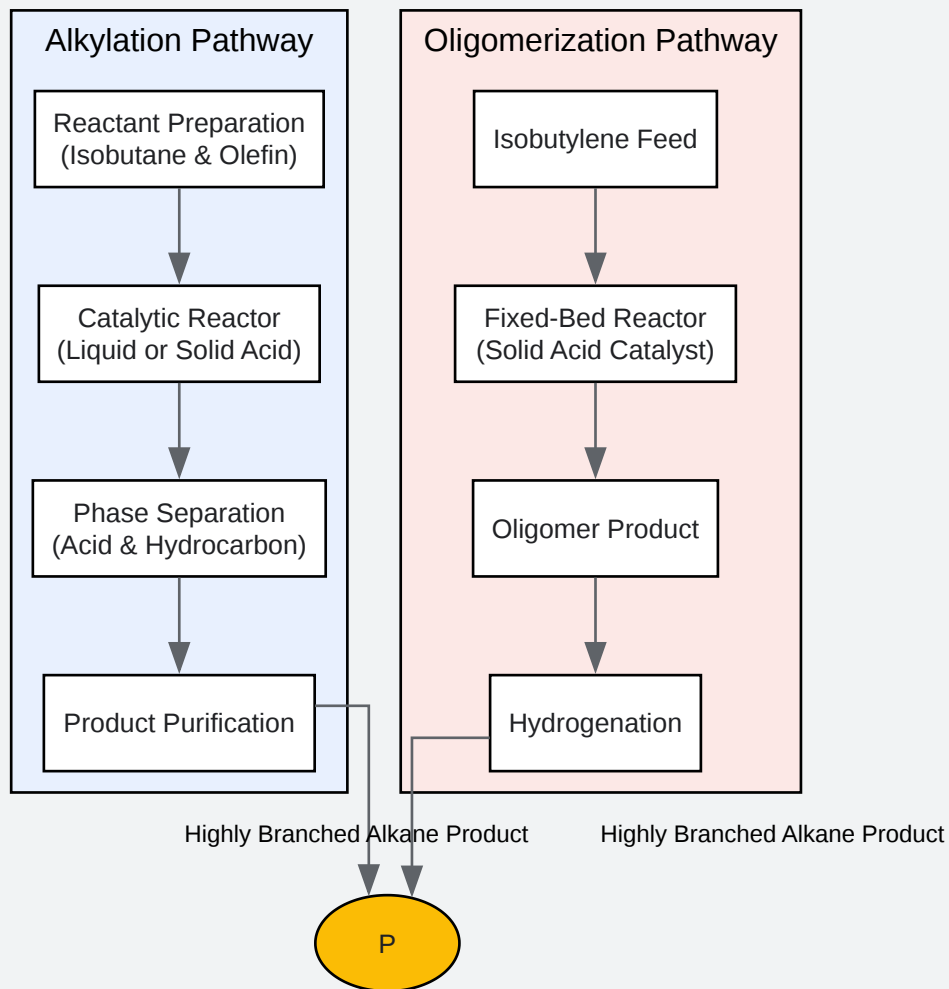 Alkylation Pathway
Reactant Preparation
(Isobutane & Olefin)
Catalytic Reactor
(Liquid or Solid Acid)
Phase Separation
(Acid & Hydrocarbon)
Product Purification
Oligomerization Pathway
Isobutylene Feed
Fixed-Bed Reactor
(Solid Acid Catalyst)
Oligomer Product
Hydrogenation
Highly Branched Alkane Product
Highly Branched Alkane Product
P